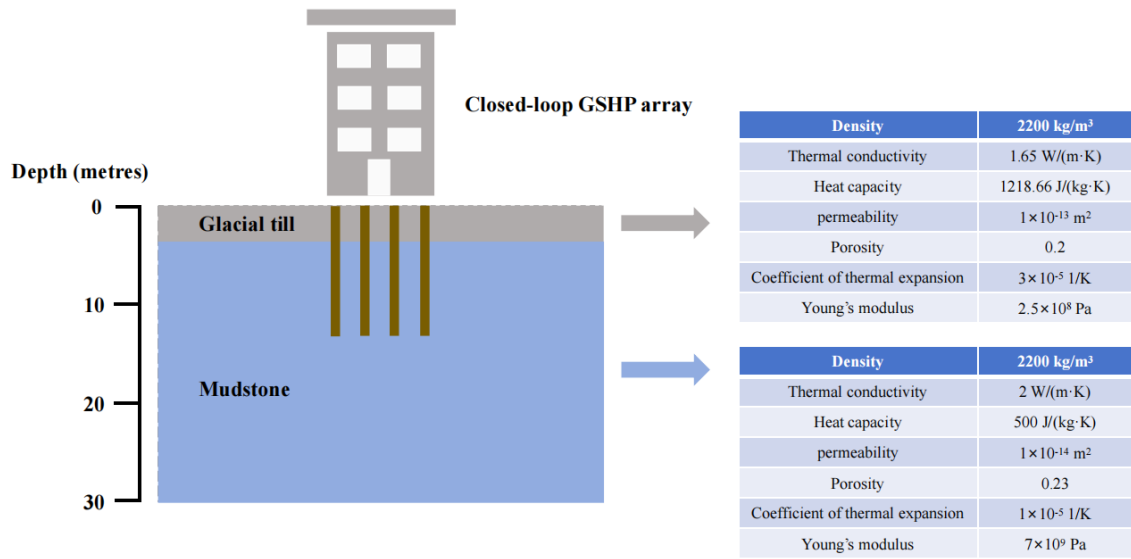 Closed-loop GSHP array
Depth (metres)
0
10
20
30
Glacial till
Mudstone
Density 2200 kg/m³
Thermal conductivity 1.65 W/(m·K)
Heat capacity 1218.66 J/(kg·K)
permeability 1×10⁻¹³ m²
Porosity 0.2
Coefficient of thermal expansion 3×10⁻⁵ 1/K
Young’s modulus 2.5×10⁸ Pa
Density 2200 kg/m³
Thermal conductivity 2 W/(m·K)
Heat capacity 500 J/(kg·K)
permeability 1×10⁻¹⁴ m²
Porosity 0.23
Coefficient of thermal expansion 1×10⁻⁵ 1/K
Young’s modulus 7×10⁹ Pa